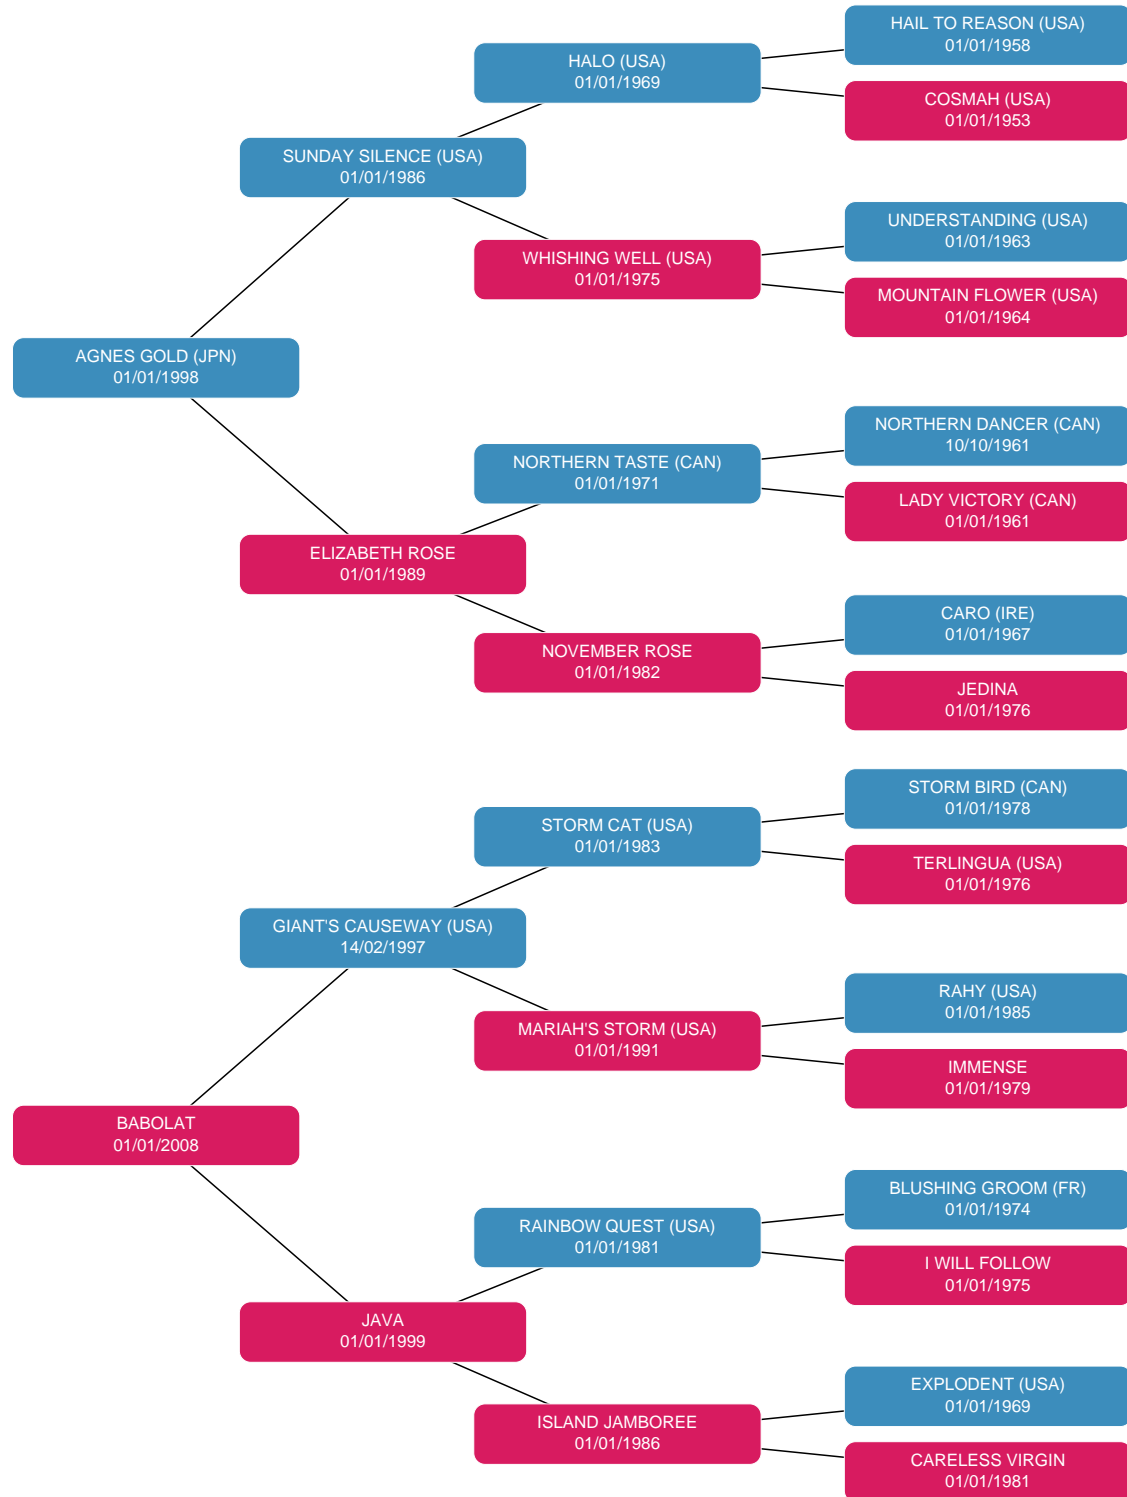 HAIL TO REASON (USA)
01/01/1958
HALO (USA)
01/01/1969
COSMAH (USA)
01/01/1953
SUNDAY SILENCE (USA)
01/01/1986
UNDERSTANDING (USA)
01/01/1963
WHISHING WELL (USA)
01/01/1975
MOUNTAIN FLOWER (USA)
01/01/1964
AGNES GOLD (JPN)
01/01/1998
NORTHERN DANCER (CAN)
10/10/1961
NORTHERN TASTE (CAN)
01/01/1971
LADY VICTORY (CAN)
01/01/1961
ELIZABETH ROSE
01/01/1989
CARO (IRE)
01/01/1967
NOVEMBER ROSE
01/01/1982
JEDINA
01/01/1976
STORM BIRD (CAN)
01/01/1978
STORM CAT (USA)
01/01/1983
TERLINGUA (USA)
01/01/1976
GIANT'S CAUSEWAY (USA)
14/02/1997
RAHY (USA)
01/01/1985
MARIAH'S STORM (USA)
01/01/1991
IMMENSE
01/01/1979
BABOLAT
01/01/2008
BLUSHING GROOM (FR)
01/01/1974
RAINBOW QUEST (USA)
01/01/1981
I WILL FOLLOW
01/01/1975
JAVA
01/01/1999
EXPLODENT (USA)
01/01/1969
ISLAND JAMBOREE
01/01/1986
CARELESS VIRGIN
01/01/1981